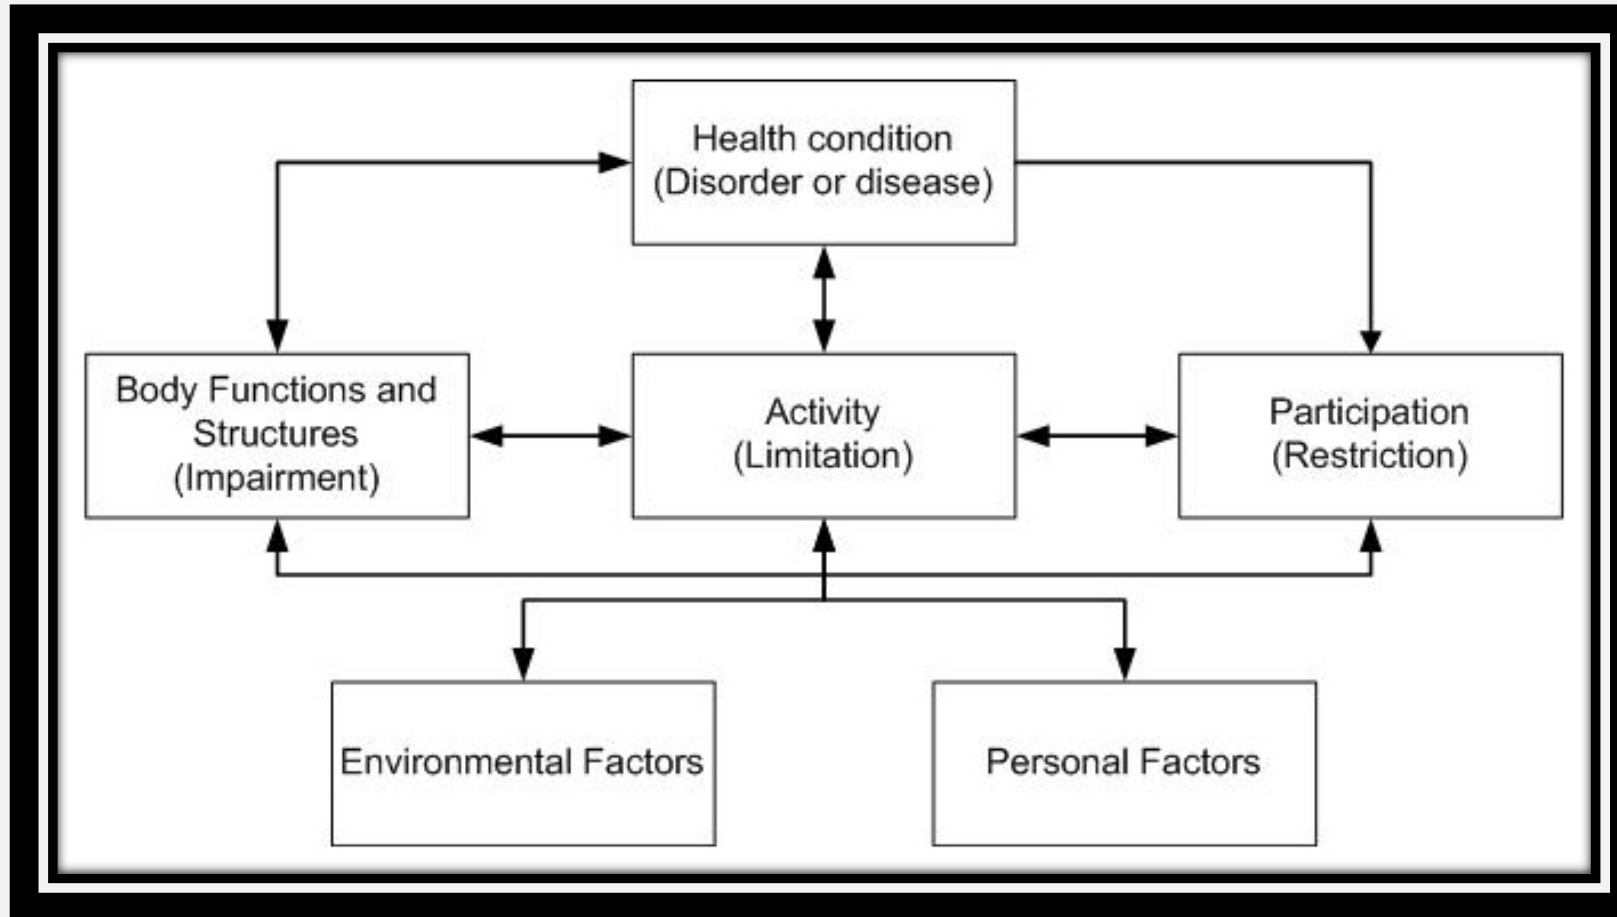 Health condition
(Disorder or disease)
Body Functions and
Structures
(Impairment)
Activity
(Limitation)
Participation
(Restriction)
Environmental Factors
Personal Factors